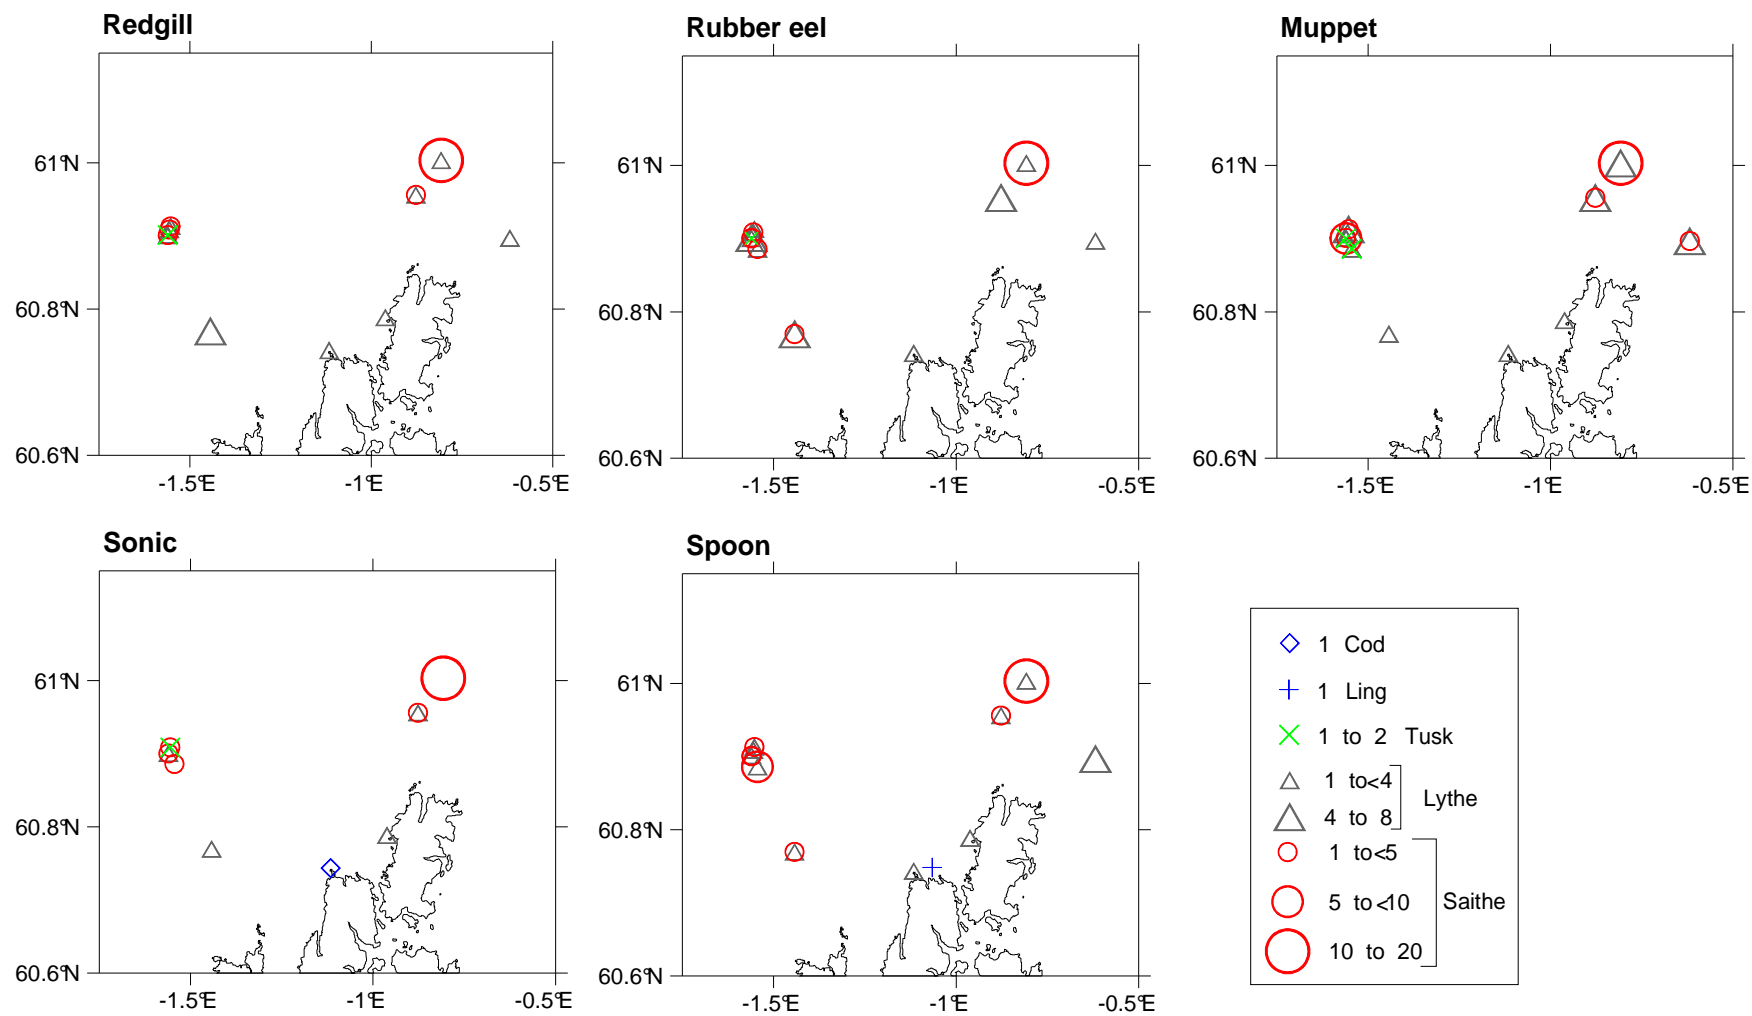 Redgill
61°N
60.8°N
60.6°N
-1.5°E
-1°E
-0.5°E
Rubber eel
61°N
60.8°N
60.6°N
-1.5°E
-1°E
-0.5°E
Muppet
61°N
60.8°N
60.6°N
-1.5°E
-1°E
-0.5°E
Sonic
61°N
60.8°N
60.6°N
-1.5°E
-1°E
-0.5°E
Spoon
61°N
60.8°N
60.6°N
-1.5°E
-1°E
-0.5°E
1 Cod
1 Ling
1 to 2 Tusk
1 to<4
Lythe
4 to 8
1 to<5
5 to <10
Saithe
10 to 20